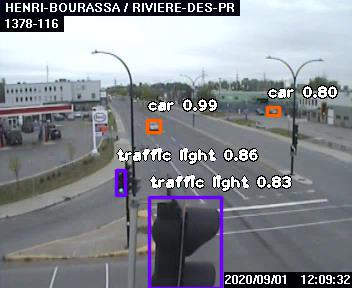 HENRI-BOURASSA / RIVIERE-DES-PR
1378-116
car 0.80
car 0.99
traffic light 0.86
traffic light 0.83
2020/09/01 12:09:32